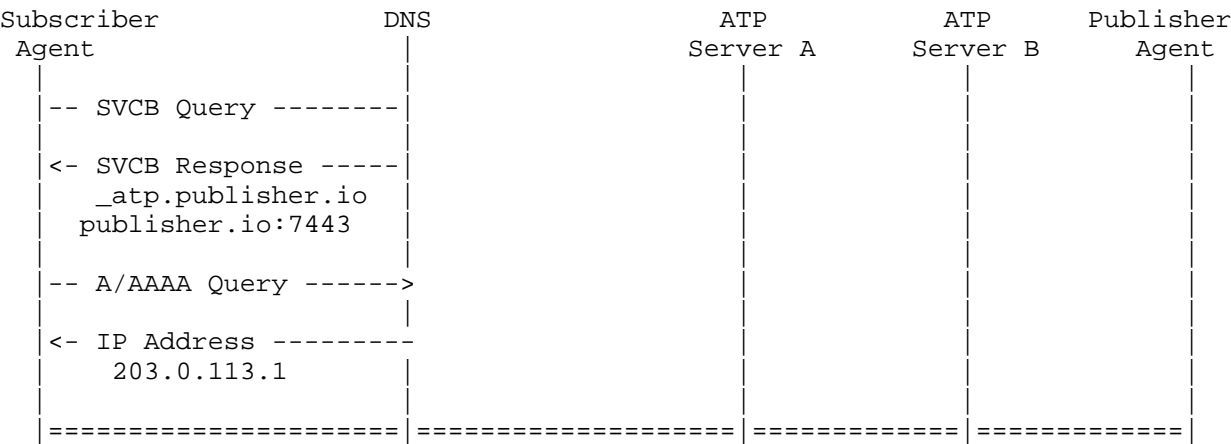 Subscriber DNS ATP ATP Publisher
Agent Server A Server B Agent
-- SVCB Query --------
<- SVCB Response -----
_atp.publisher.io
publisher.io:7443
-- A/AAAA Query ------>
<- IP Address ---------
203.0.113.1
|======================|====================|=============|=============|